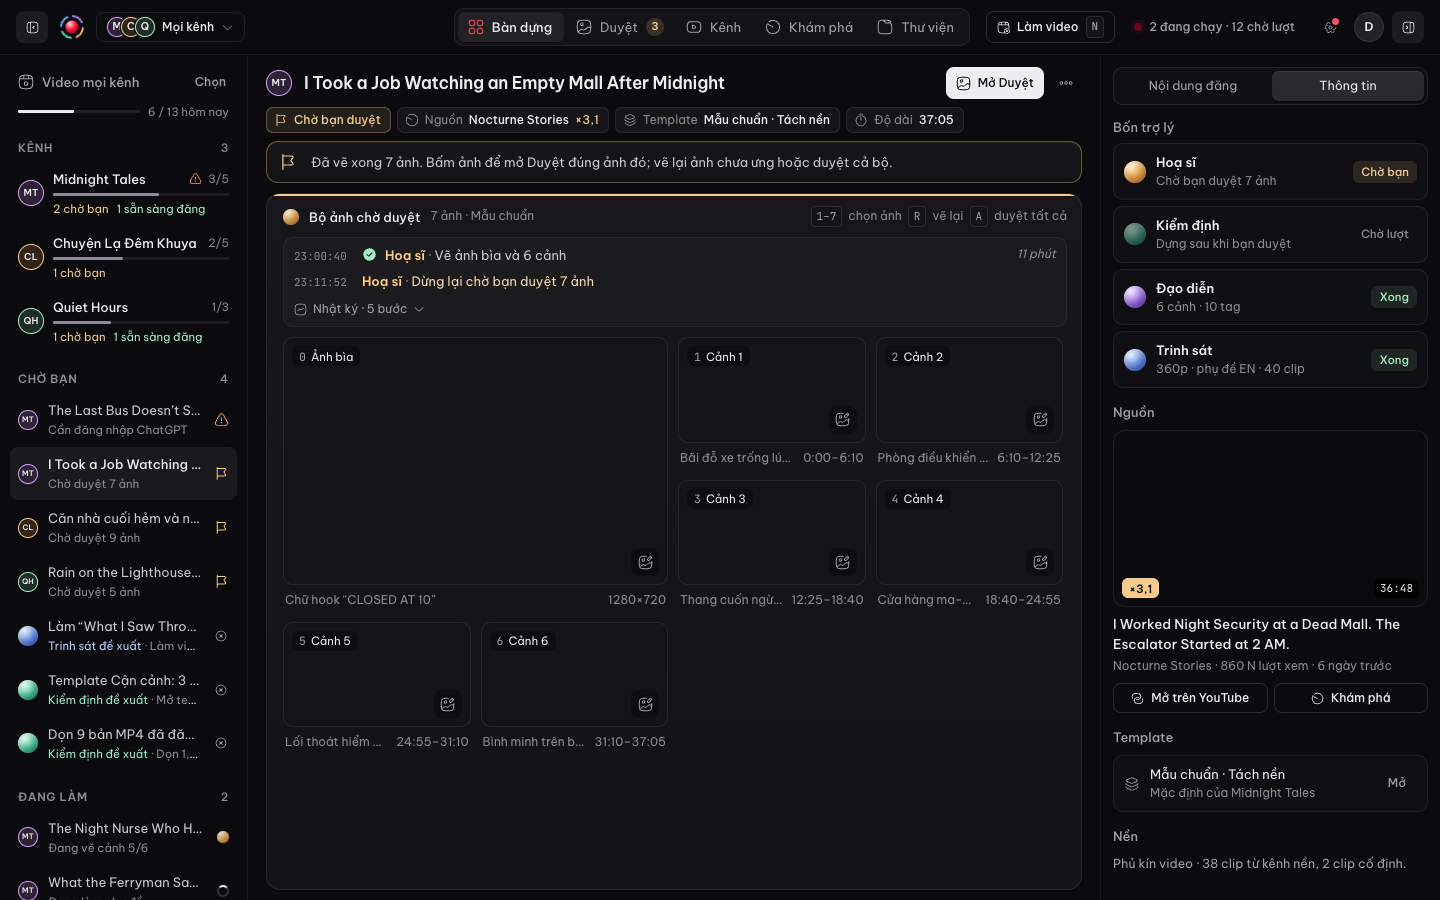 M C Q Mọi kênh
Bàn dựng
Duyệt 3
Kênh
Khám phá
Thư viện
Làm video N
2 đang chạy · 12 chờ lượt
D
Video mọi kênh Chọn
6 / 13 hôm nay
KÊNH 3
MT Midnight Tales 3/5
2 chờ bạn 1 sẵn sàng đăng
CL Chuyện Lạ Đêm Khuya 2/5
1 chờ bạn
QH Quiet Hours 1/3
1 chờ bạn 1 sẵn sàng đăng
CHỜ BẠN 4
MT The Last Bus Doesn’t S...
Cần đăng nhập ChatGPT
MT I Took a Job Watching ...
Chờ duyệt 7 ảnh
CL Căn nhà cuối hẻm và n...
Chờ duyệt 9 ảnh
QH Rain on the Lighthouse...
Chờ duyệt 5 ảnh
Làm “What I Saw Thro...
Trinh sát đề xuất · Làm vi...
Template Cận cảnh: 3 ...
Kiểm định đề xuất · Mở te...
Dọn 9 bản MP4 đã đă...
Kiểm định đề xuất · Dọn 1,...
ĐANG LÀM 2
MT The Night Nurse Who H...
Đang vẽ cảnh 5/6
MT What the Ferryman Sa...
MT I Took a Job Watching an Empty Mall After Midnight
Mở Duyệt
Chờ bạn duyệt
Nguồn Nocturne Stories ×3,1
Template Mẫu chuẩn · Tách nền
Độ dài 37:05
Đã vẽ xong 7 ảnh. Bấm ảnh để mở Duyệt đúng ảnh đó; vẽ lại ảnh chưa ưng hoặc duyệt cả bộ.
Bộ ảnh chờ duyệt 7 ảnh · Mẫu chuẩn
1–7 chọn ảnh R vẽ lại A duyệt tất cả
23:00:40 Hoạ sĩ · Vẽ ảnh bìa và 6 cảnh 11 phút
23:11:52 Hoạ sĩ · Dừng lại chờ bạn duyệt 7 ảnh
Nhật ký · 5 bước
0 Ảnh bìa
Chữ hook “CLOSED AT 10” 1280×720
1 Cảnh 1
Bãi đỗ xe trống lú... 0:00–6:10
2 Cảnh 2
Phòng điều khiển ... 6:10–12:25
3 Cảnh 3
Thang cuốn ngừ... 12:25–18:40
4 Cảnh 4
Cửa hàng ma-... 18:40–24:55
5 Cảnh 5
Lối thoát hiểm ... 24:55–31:10
6 Cảnh 6
Bình minh trên b... 31:10–37:05
Nội dung đăng
Thông tin
Bốn trợ lý
Hoạ sĩ
Chờ bạn duyệt 7 ảnh
Chờ bạn
Kiểm định
Dựng sau khi bạn duyệt
Chờ lượt
Đạo diễn
6 cảnh · 10 tag
Xong
Trinh sát
360p · phụ đề EN · 40 clip
Xong
Nguồn
×3,1
36:48
I Worked Night Security at a Dead Mall. The
Escalator Started at 2 AM.
Nocturne Stories · 860 N lượt xem · 6 ngày trước
Mở trên YouTube
Khám phá
Template
Mẫu chuẩn · Tách nền
Mặc định của Midnight Tales
Mở
Nền
Phủ kín video · 38 clip từ kênh nền, 2 clip cố định.